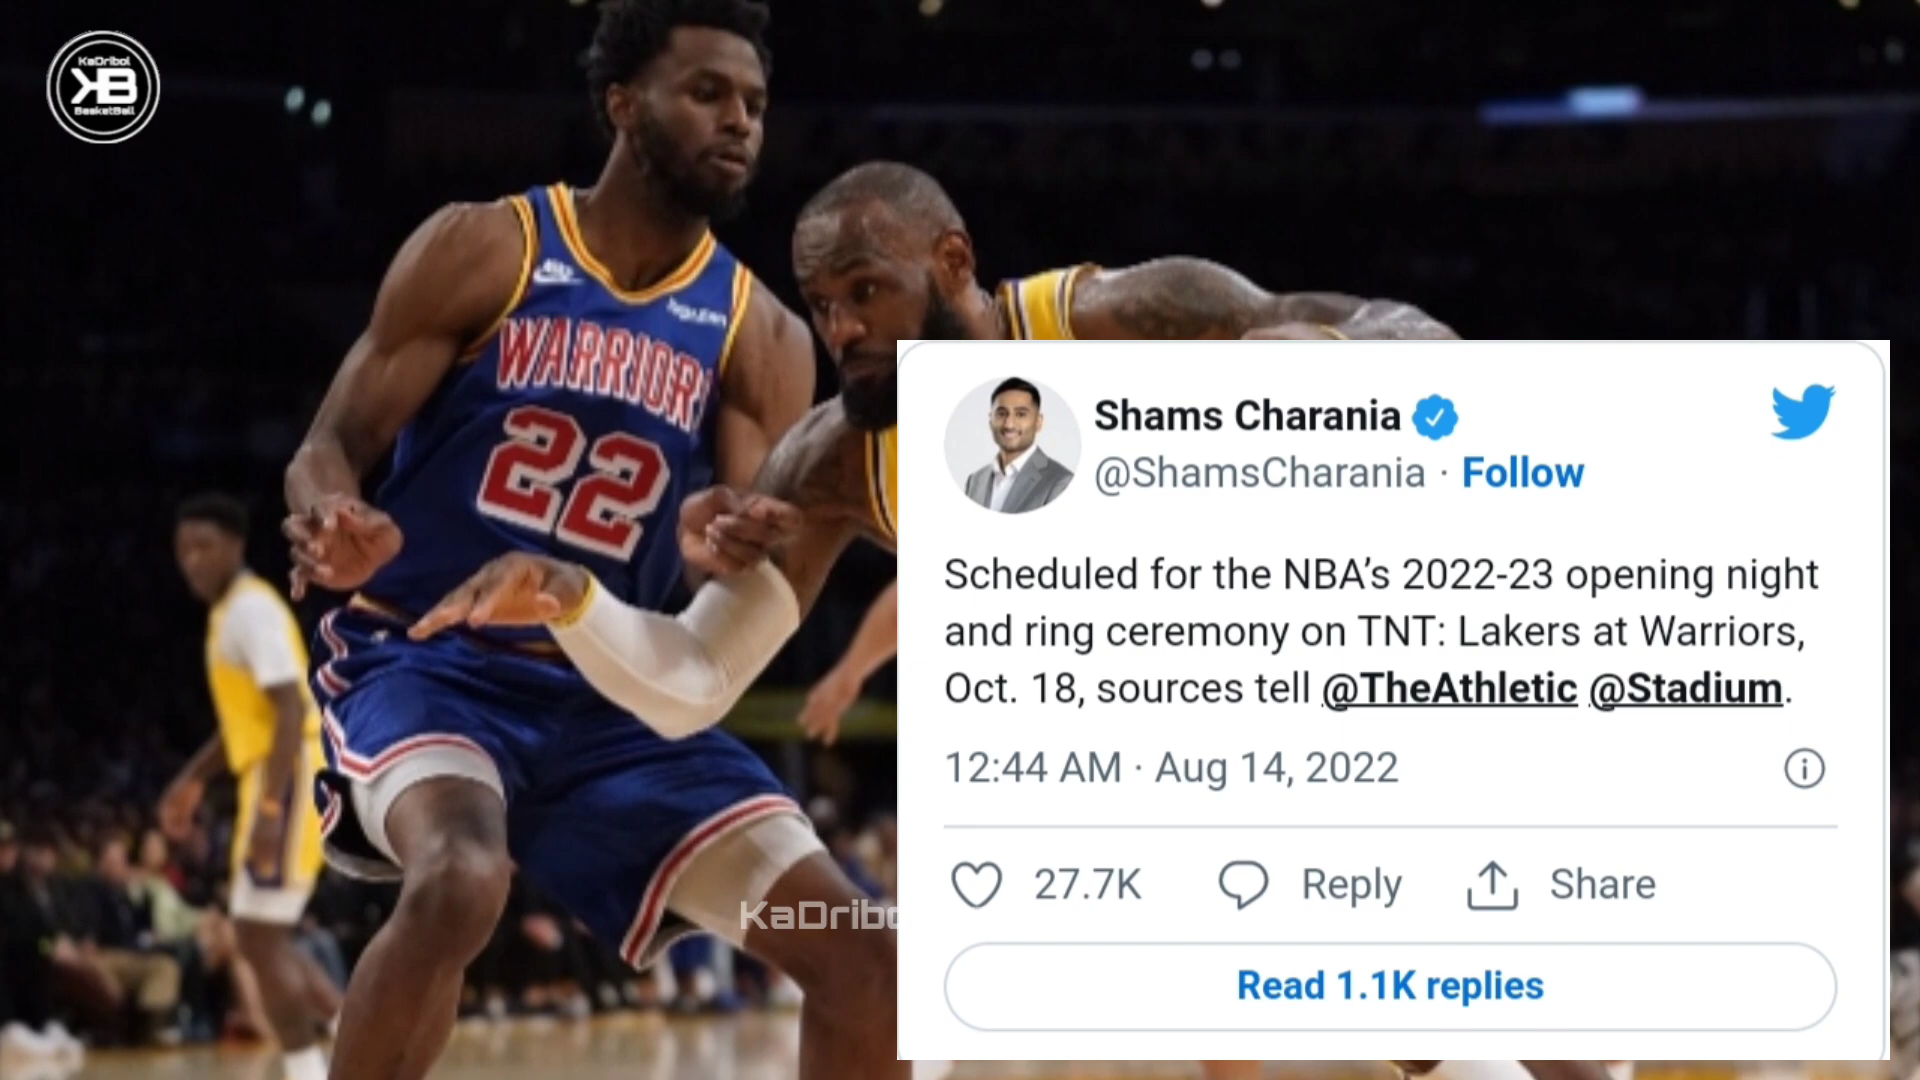 KaDribol
KB
BasketBall
WARRIORS
22
Shams Charania
@ShamsCharania · Follow
Scheduled for the NBA’s 2022-23 opening night
and ring ceremony on TNT: Lakers at Warriors,
Oct. 18, sources tell @TheAthletic @Stadium.
12:44 AM · Aug 14, 2022
27.7K Reply Share
Read 1.1K replies
KaDribo